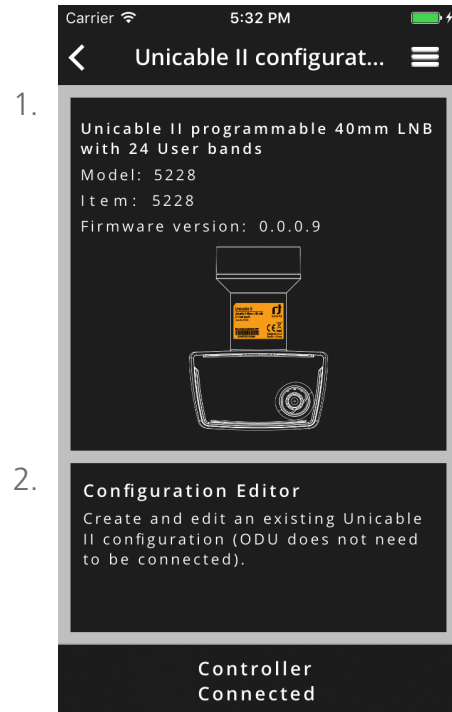 Carrier 5:32 PM
Unicable II configurat...
1.
Unicable II programmable 40mm LNB
with 24 User bands
Model: 5228
Item: 5228
Firmware version: 0.0.0.9
2.
Configuration Editor
Create and edit an existing Unicable
II configuration (ODU does not need
to be connected).
Controller
Connected